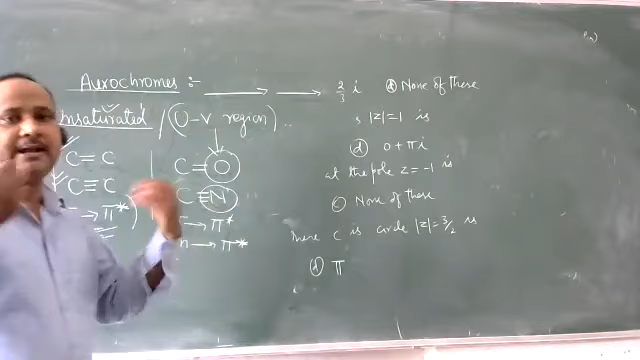 Auxochromes :-
Unsaturated / (U-V region)
C = C
C ≡ C
→ π*
C = O
C ≡ N
→ π*
n → π*
2/3 i (d) None of these
, |z|=1 is
(d) 0+πi
at the pole z=-1 is
(c) None of these
where C is circle |z|=3/2 is
(d) π